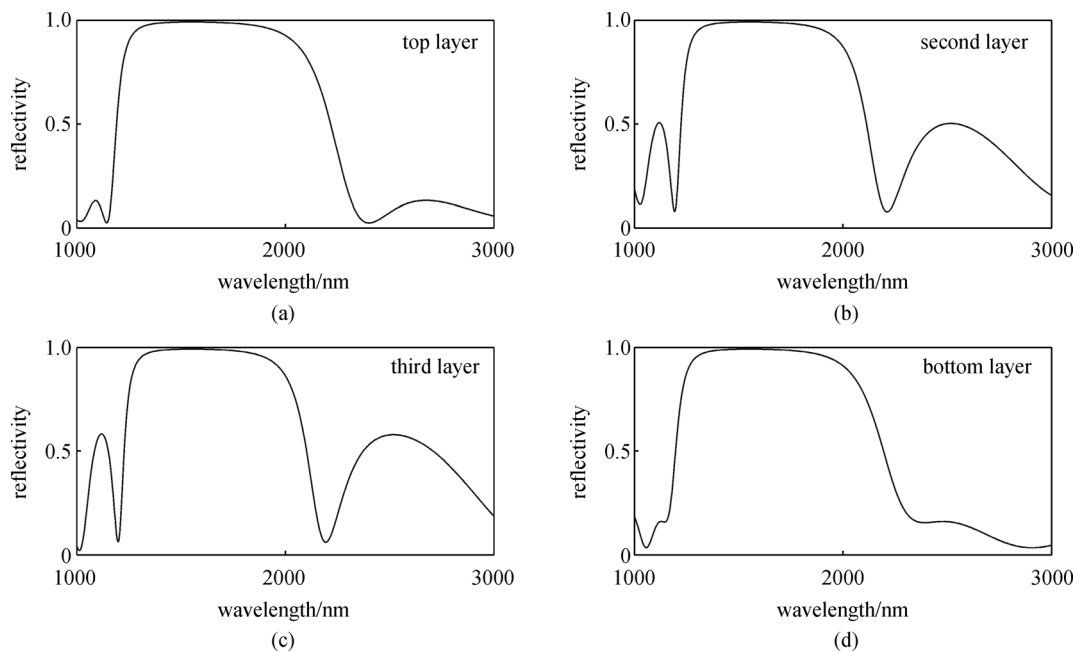 1.0
top layer
reflectivity
0.5
0
1000
2000
3000
wavelength/nm
(a)
1.0
second layer
reflectivity
0.5
0
1000
2000
3000
wavelength/nm
(b)
1.0
third layer
reflectivity
0.5
0
1000
2000
3000
wavelength/nm
(c)
1.0
bottom layer
reflectivity
0.5
0
1000
2000
3000
wavelength/nm
(d)